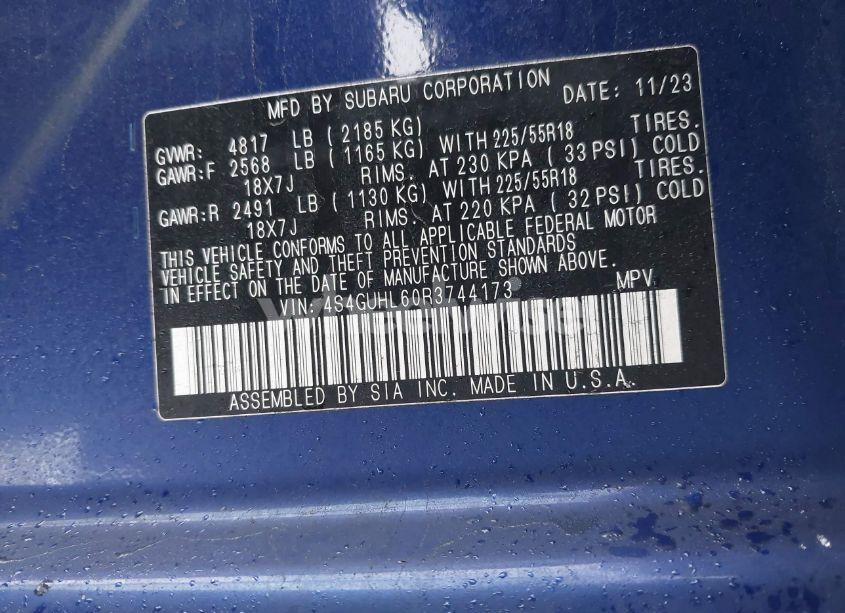 MFD BY SUBARU CORPORATION DATE: 11/23
GVWR: 4817 LB (2185 KG)
GAWR:F 2568 LB (1165 KG) WITH 225/55R18 TIRES.
18X7J RIMS. AT 230 KPA (33 PSI) COLD
GAWR:R 2491 LB (1130 KG) WITH 225/55R18 TIRES.
18X7J RIMS. AT 220 KPA (32 PSI) COLD
THIS VEHICLE CONFORMS TO ALL APPLICABLE FEDERAL MOTOR
VEHICLE SAFETY AND THEFT PREVENTION STANDARDS
IN EFFECT ON THE DATE OF MANUFACTURE SHOWN ABOVE.
VIN: 4S4GUHL60R3744173 MPV
Wheelwise
ASSEMBLED BY SIA INC. MADE IN U.S.A.